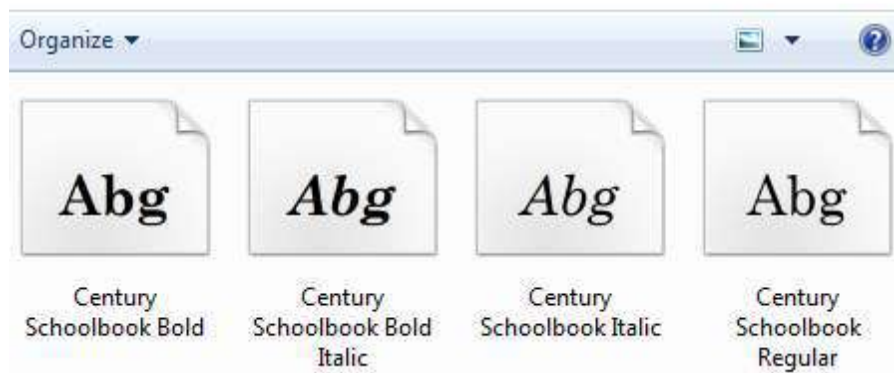 Organize
Abg
Abg
Abg
Abg
Century
Schoolbook Bold
Century
Schoolbook Bold
Italic
Century
Schoolbook Italic
Century
Schoolbook
Regular